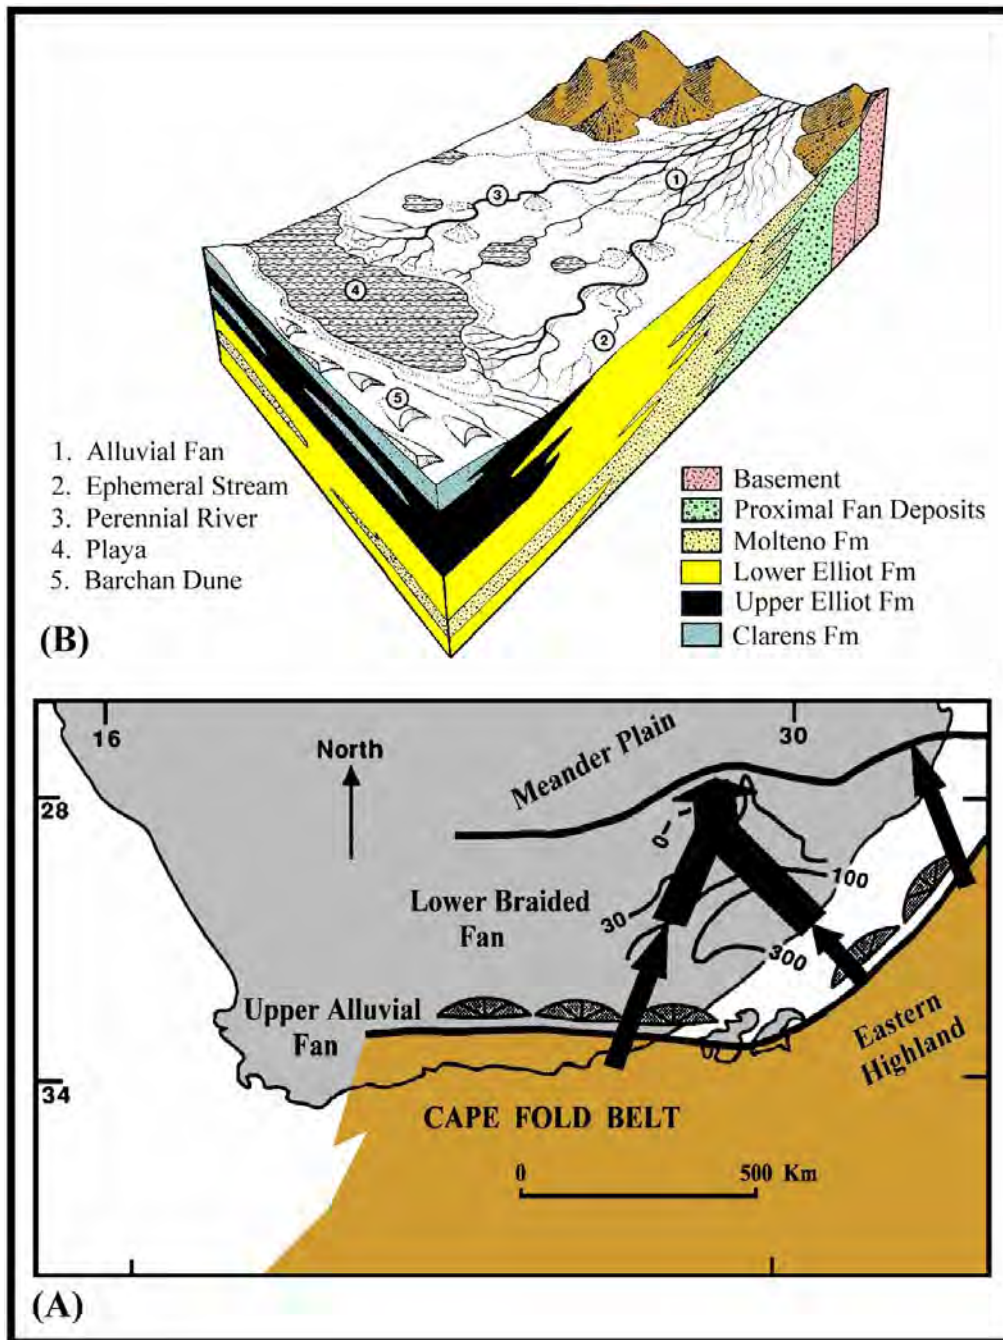 1
3
4
2
5
1. Alluvial Fan
2. Ephemeral Stream
3. Perennial River
4. Playa
5. Barchan Dune
Basement
Proximal Fan Deposits
Molteno Fm
Lower Elliot Fm
Upper Elliot Fm
Clarens Fm
(B)
16
30
North
Meander Plain
28
0
100
Lower Braided
Fan
30
300
Upper Alluvial
Fan
Eastern
Highland
34
CAPE FOLD BELT
0 500 Km
(A)